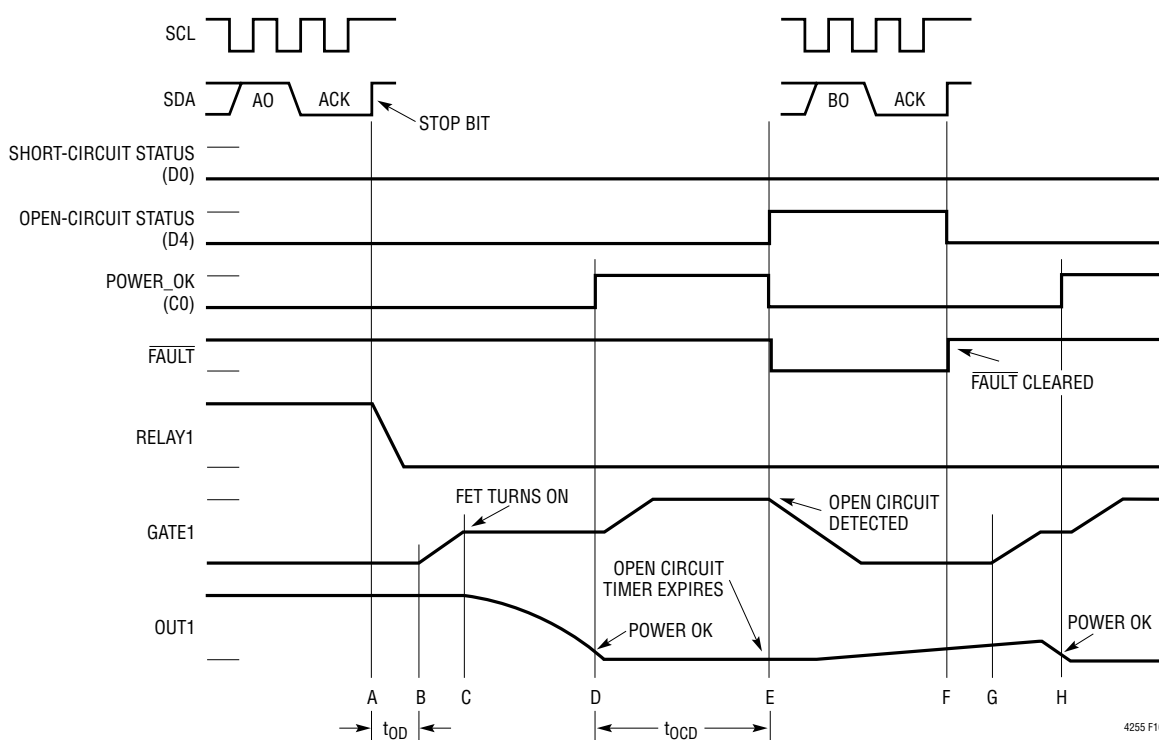 SCL
SDA
AO
ACK
STOP BIT
BO
ACK
SHORT-CIRCUIT STATUS
(D0)
OPEN-CIRCUIT STATUS
(D4)
POWER_OK
(C0)
FAULT
FAULT CLEARED
RELAY1
FET TURNS ON
GATE1
OPEN CIRCUIT
DETECTED
OPEN CIRCUIT
TIMER EXPIRES
OUT1
POWER OK
POWER OK
A B C D E F G H
tOD
tOCD